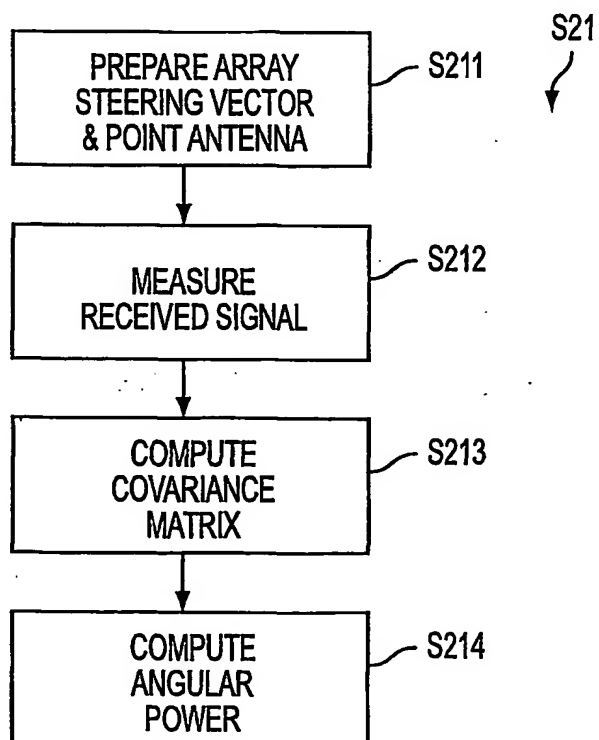 S21
PREPARE ARRAY
STEERING VECTOR
& POINT ANTENNA
S211
MEASURE
RECEIVED SIGNAL
S212
COMPUTE
COVARIANCE
MATRIX
S213
COMPUTE
ANGULAR
POWER
S214